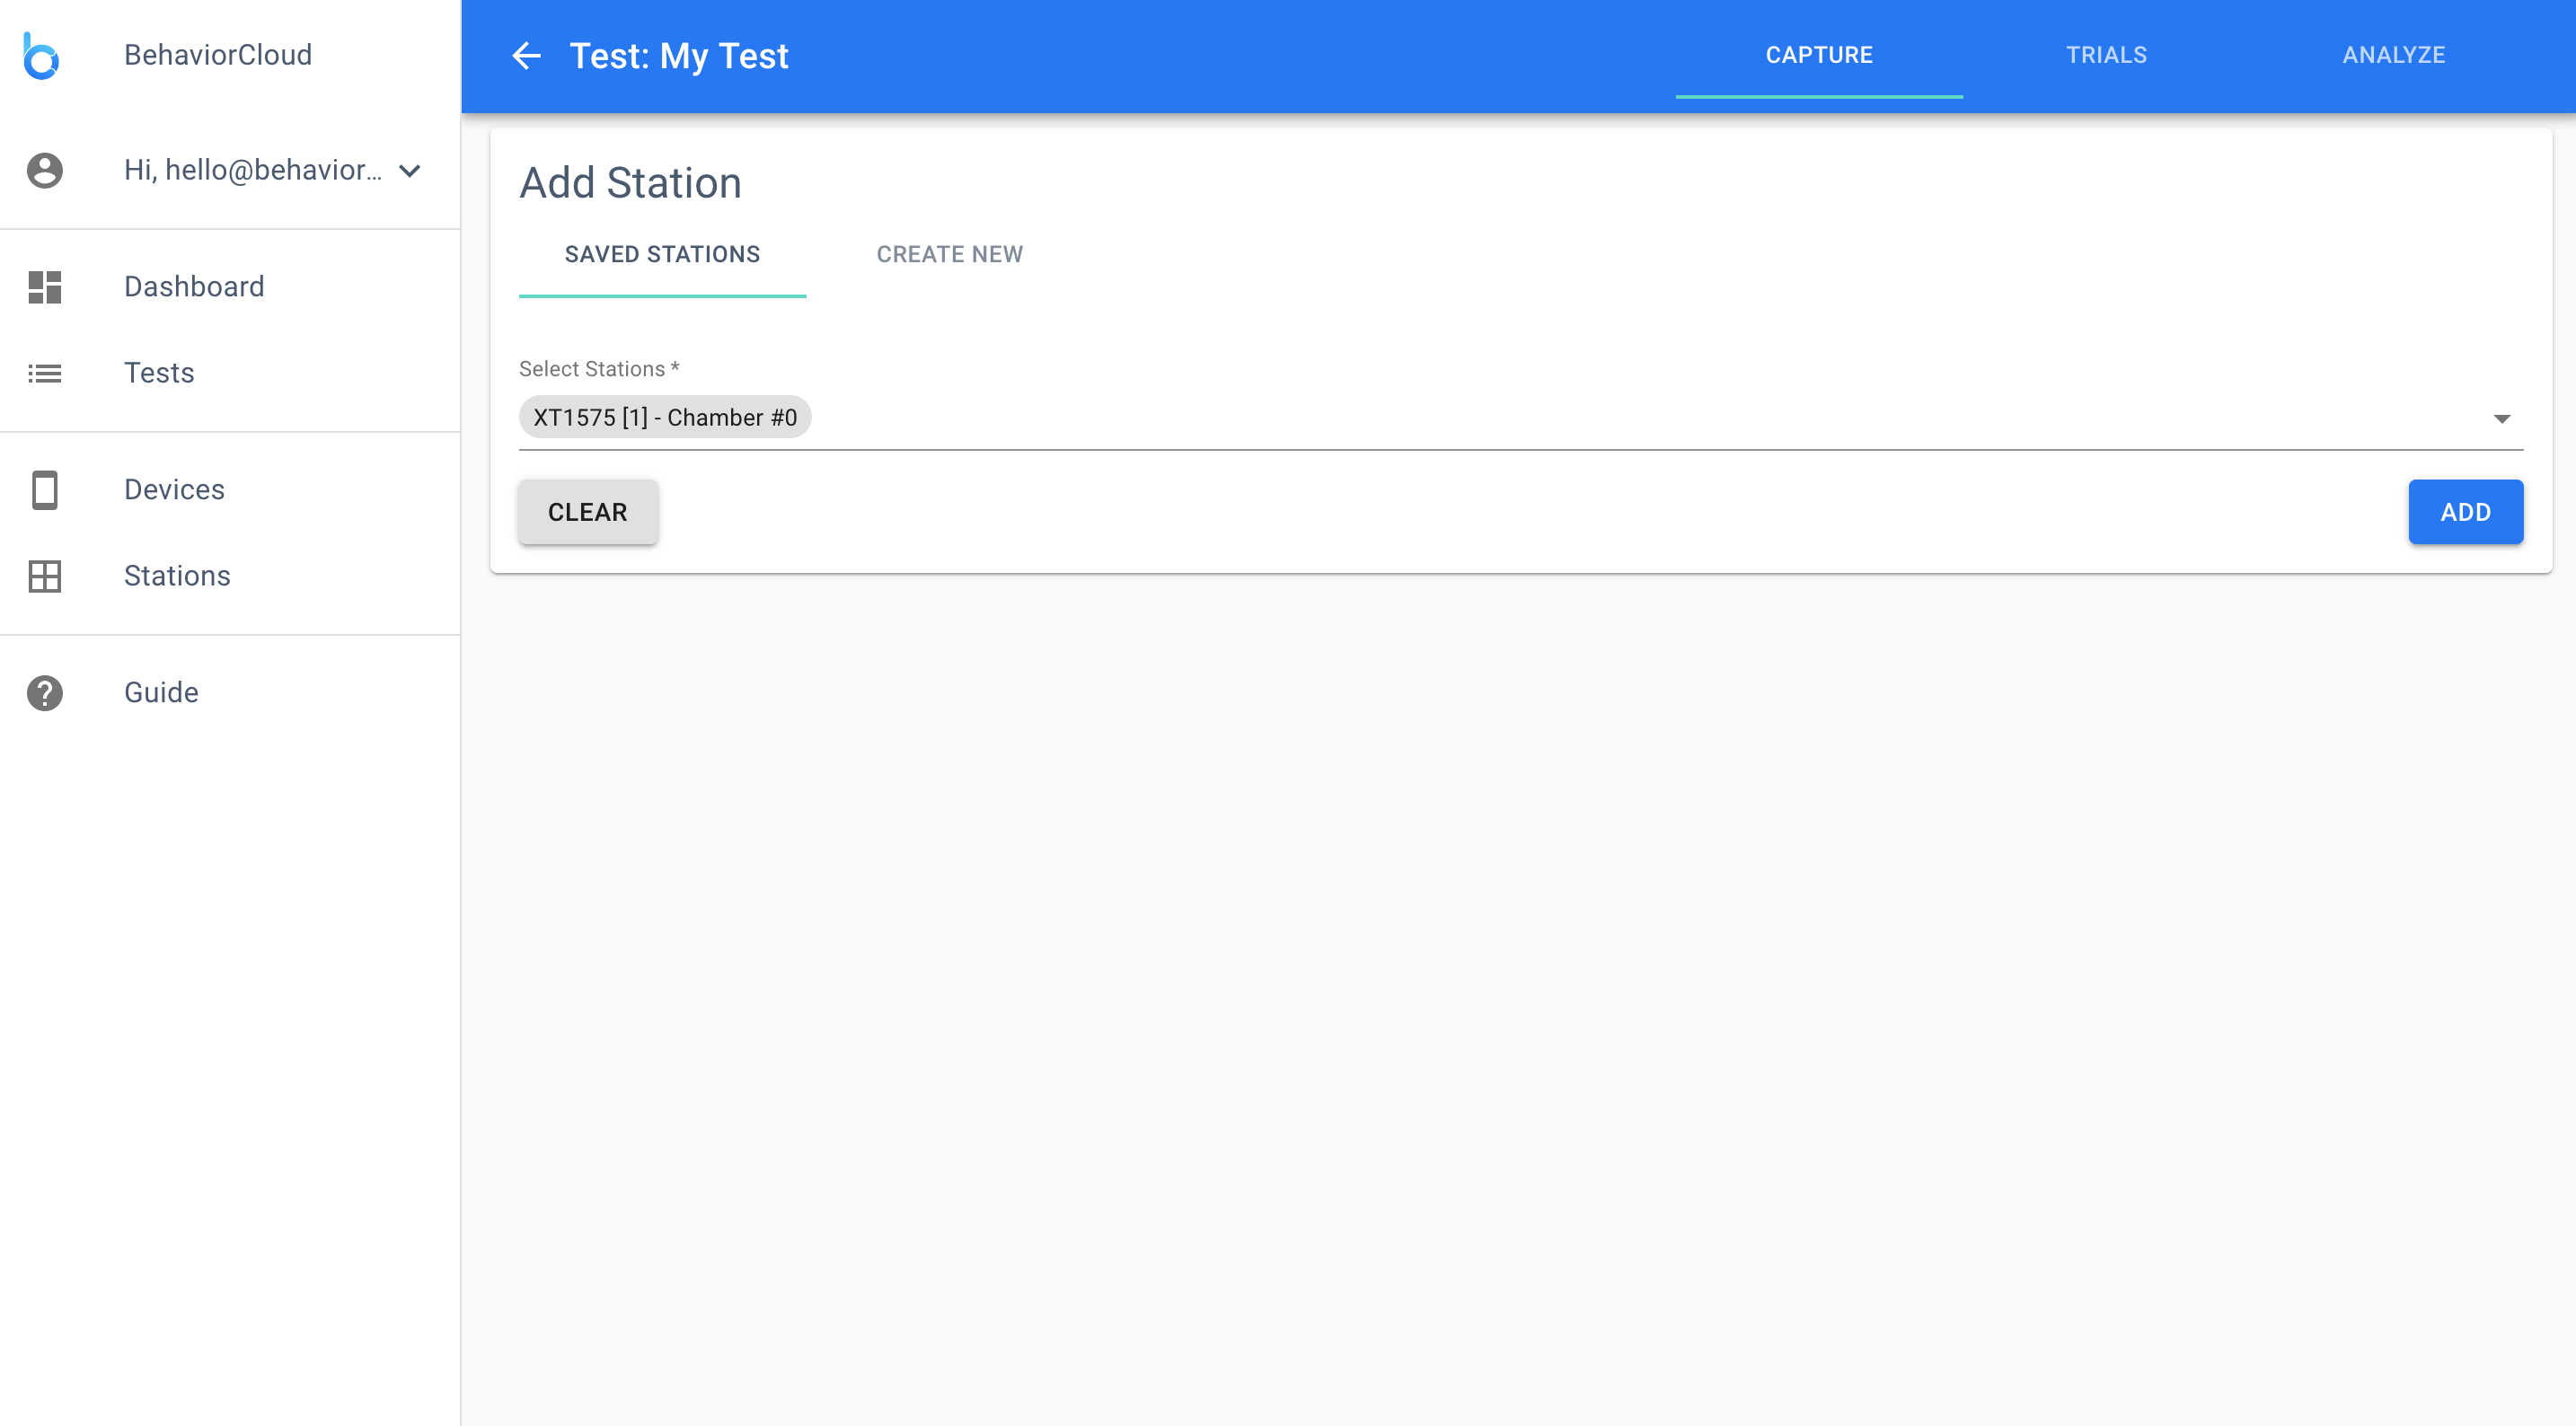 BehaviorCloud
Hi, hello@behavior...
Dashboard
Tests
Devices
Stations
Guide
Test: My Test
CAPTURE
TRIALS
ANALYZE
Add Station
SAVED STATIONS
CREATE NEW
Select Stations *
XT1575 [1] - Chamber #0
CLEAR
ADD